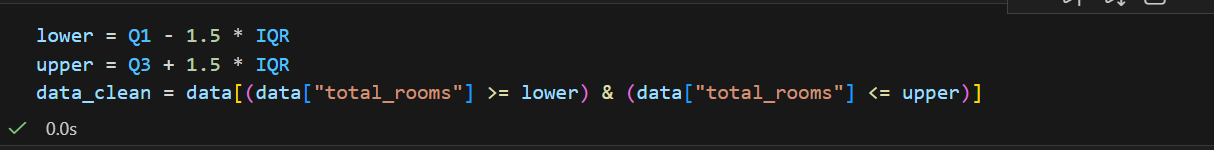 lower = Q1 - 1.5 * IQR
upper = Q3 + 1.5 * IQR
data_clean = data[(data["total_rooms"] >= lower) & (data["total_rooms"] <= upper)]
0.0s